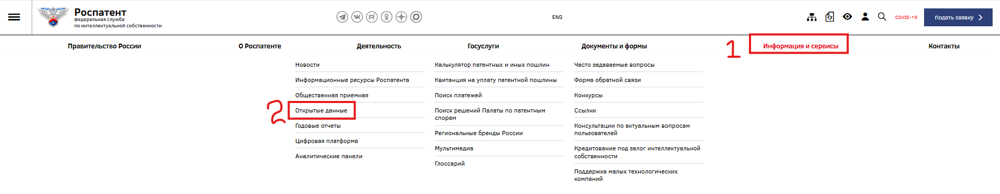 Роспатент
федеральная служба
по интеллектуальной собственности
ENG
COVID-19
Подать заявку
Правительство России
О Роспатенте
Деятельность
Госуслуги
Документы и формы
1
Информация и сервисы
Контакты
Новости
Информационные ресурсы Роспатента
Общественная приемная
2
Открытые данные
Годовые отчеты
Цифровая платформа
Аналитические панели
Калькулятор патентных и иных пошлин
Квитанция на уплату патентной пошлины
Поиск платежей
Поиск решений Палаты по патентным
спорам
Региональные бренды России
Мультимедиа
Глоссарий
Часто задаваемые вопросы
Форма обратной связи
Конкурсы
Ссылки
Консультации по актуальным вопросам
пользователей
Кредитование под залог интеллектуальной
собственности
Поддержка малых технологических
компаний